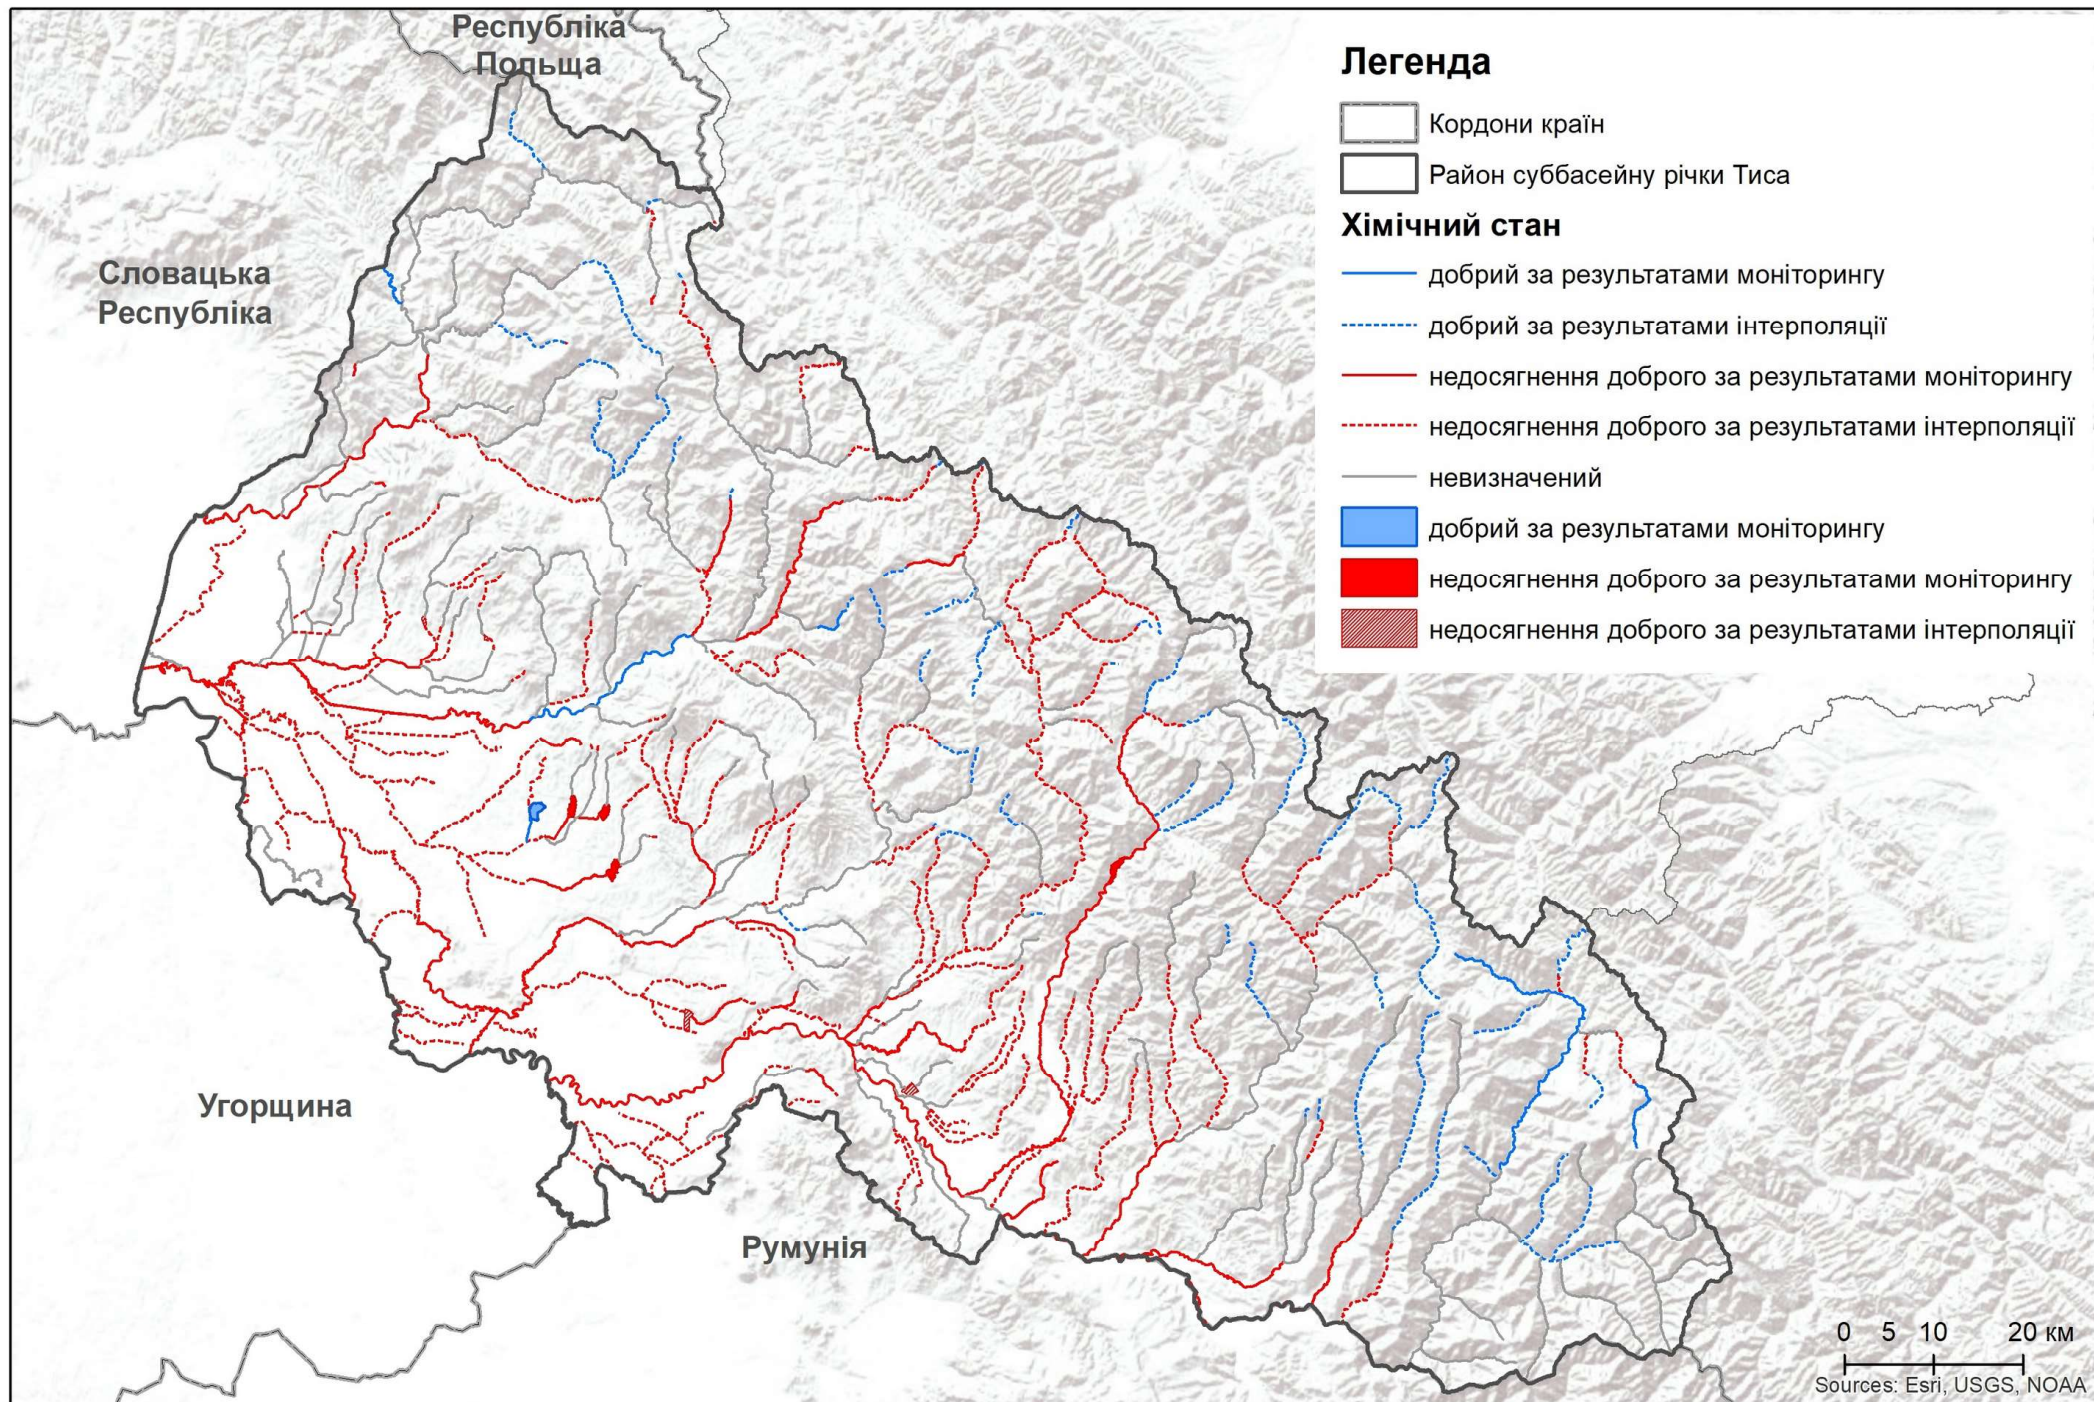 Республіка
Польща
Словацька
Республіка
Угорщина
Румунія
Легенда
Кордони країн
Район суббасейну річки Тиса
Хімічний стан
добрий за результатами моніторингу
добрий за результатами інтерполяції
недосягнення доброго за результатами моніторингу
недосягнення доброго за результатами інтерполяції
невизначений
добрий за результатами моніторингу
недосягнення доброго за результатами моніторингу
недосягнення доброго за результатами інтерполяції
0 5 10 20 км
Sources: Esri, USGS, NOAA